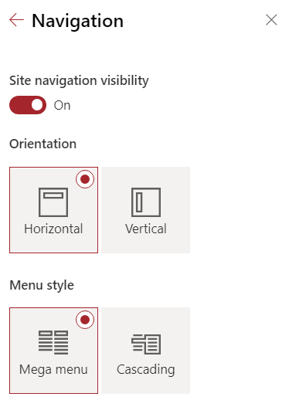 Navigation
Site navigation visibility
On
Orientation
Horizontal
Vertical
Menu style
Mega menu
Cascading